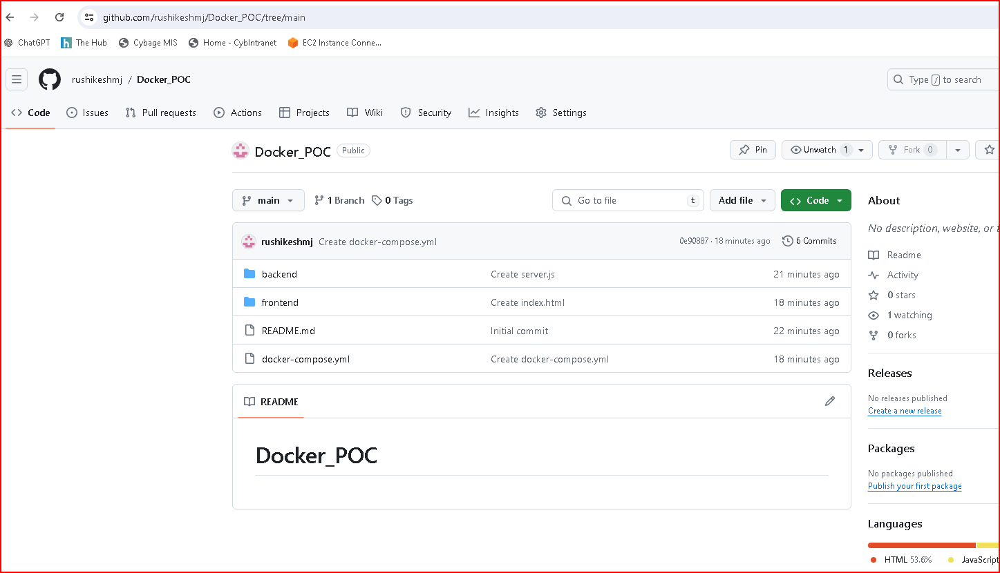 github.com/rushikeshmj/Docker_POC/tree/main
ChatGPT The Hub Cybage MIS Home - CybIntranet EC2 Instance Conne...
rushikeshmj / Docker_POC Type / to search
Code Issues Pull requests Actions Projects Wiki Security Insights Settings
Docker_POC Public Pin Unwatch 1 Fork 0
main 1 Branch 0 Tags Go to file t Add file Code
rushikeshmj Create docker-compose.yml 0e90887 · 18 minutes ago 6 Commits
backend Create server.js 21 minutes ago
frontend Create index.html 18 minutes ago
README.md Initial commit 22 minutes ago
docker-compose.yml Create docker-compose.yml 18 minutes ago
README
Docker_POC
About
No description, website, or
Readme
Activity
0 stars
1 watching
0 forks
Releases
No releases published
Create a new release
Packages
No packages published
Publish your first package
Languages
HTML 53.6% JavaScript